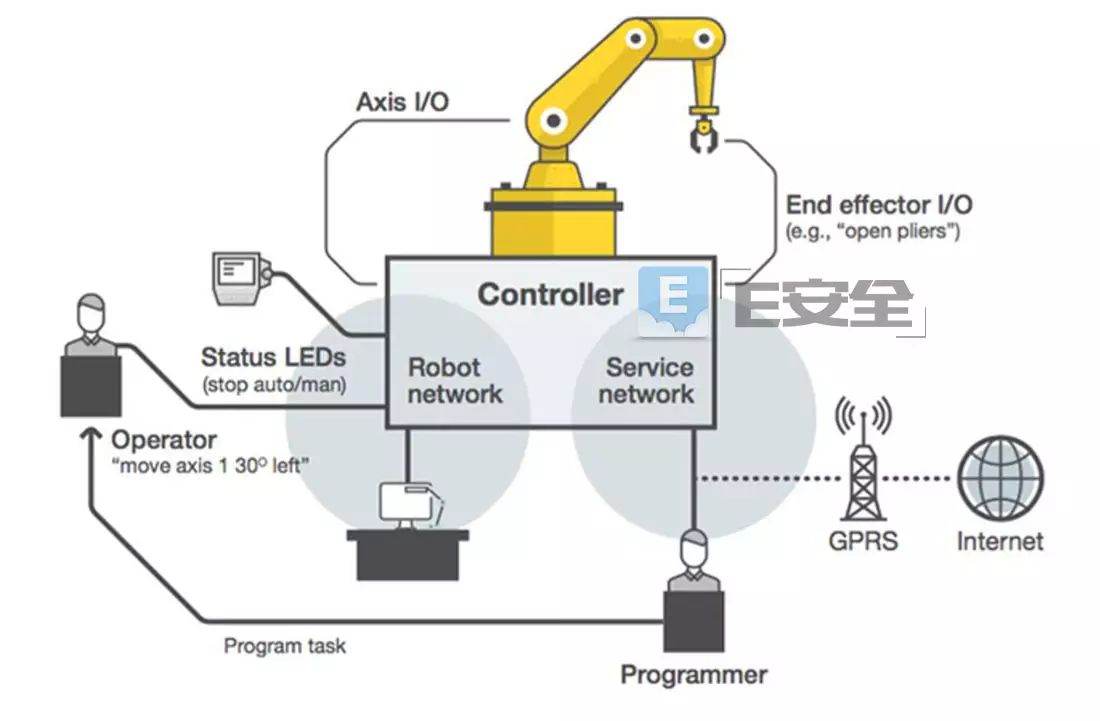 Axis I/O
End effector I/O
(e.g., “open pliers”)
Controller
E
E安全
Status LEDs
(stop auto/man)
Robot
network
Service
network
Operator
“move axis 1 30º left”
GPRS
Internet
Program task
Programmer